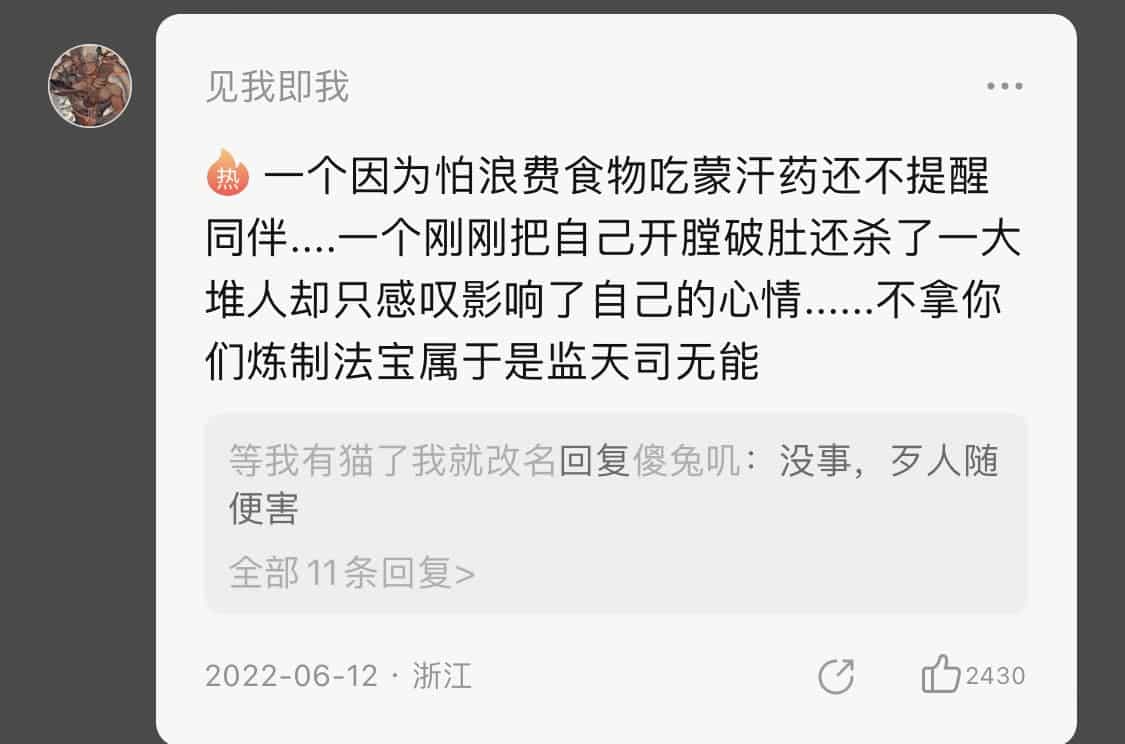 见我即我
热 一个因为怕浪费食物吃蒙汗药还不提醒
同伴....一个刚刚把自己开膛破肚还杀了一大
堆人却只感叹影响了自己的心情......不拿你
们炼制法宝属于是监天司无能
等我有猫了我就改名回复傻兔叽：没事，歹人随
便害
全部11条回复>
2022-06-12 · 浙江
2430